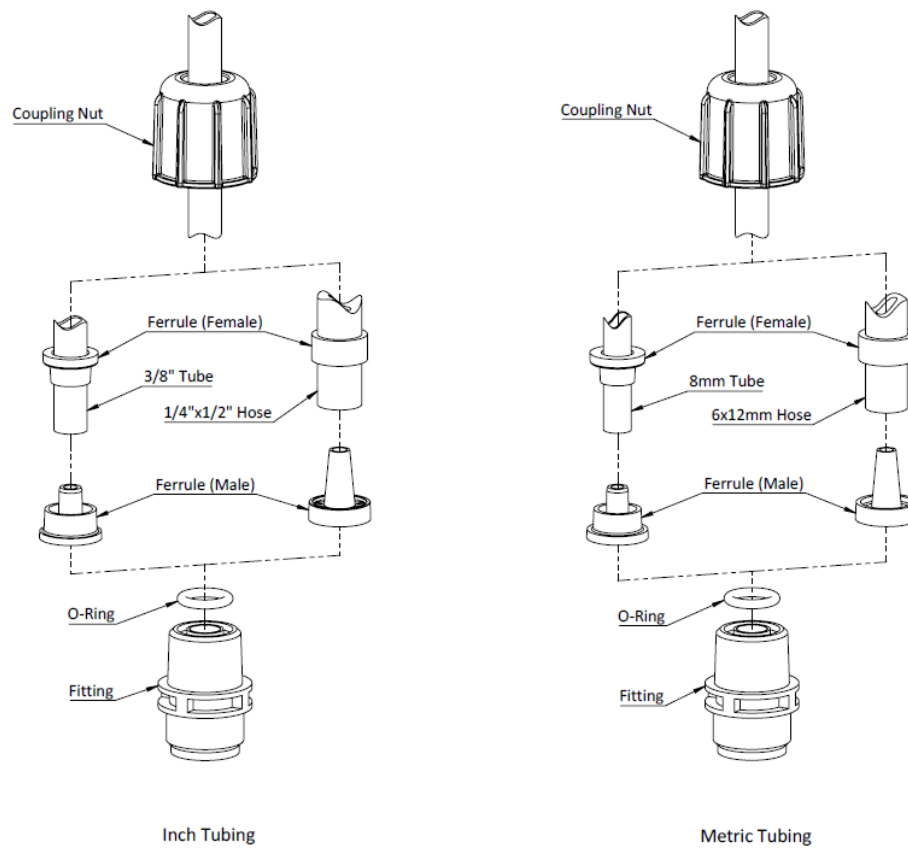 Coupling Nut
Ferrule (Female)
3/8" Tube
1/4"x1/2" Hose
Ferrule (Male)
O-Ring
Fitting
Inch Tubing
Coupling Nut
Ferrule (Female)
8mm Tube
6x12mm Hose
Ferrule (Male)
O-Ring
Fitting
Metric Tubing